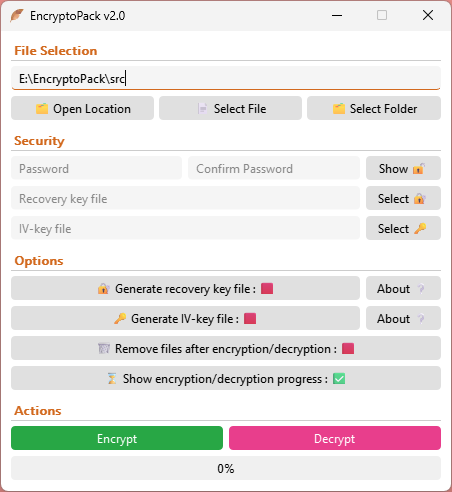 EncryptoPack v2.0
File Selection
E:\EncryptoPack\src
Open Location Select File Select Folder
Security
Password Confirm Password Show
Recovery key file Select
IV-key file Select
Options
Generate recovery key file : About ?
Generate IV-key file : About ?
Remove files after encryption/decryption :
Show encryption/decryption progress :
Actions
Encrypt Decrypt
0%